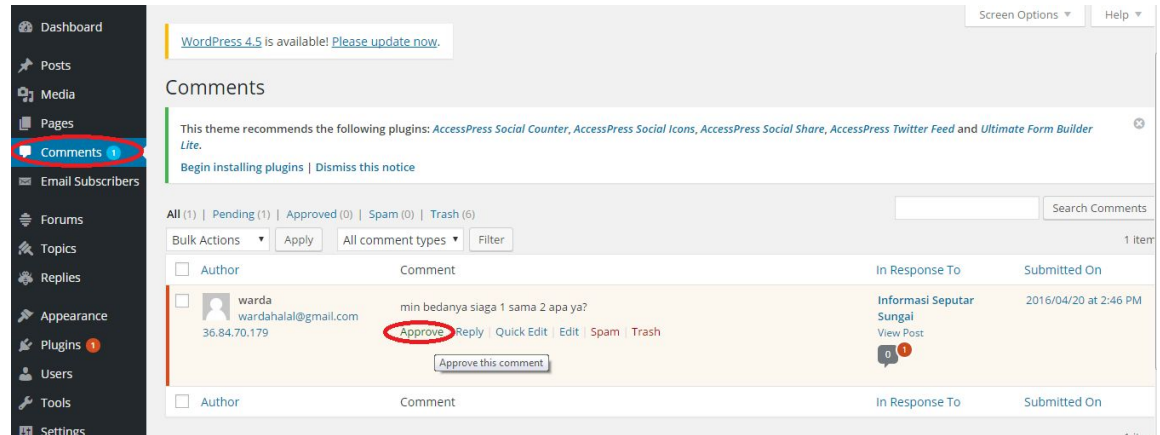 Screen Options ▼
Help ▼
Dashboard
Posts
Media
Pages
Comments 1
Email Subscribers
Forums
Topics
Replies
Appearance
Plugins 1
Users
Tools
Settings
WordPress 4.5 is available! Please update now.
Comments
This theme recommends the following plugins: AccessPress Social Counter, AccessPress Social Icons, AccessPress Social Share, AccessPress Twitter Feed and Ultimate Form Builder
Lite.
Begin installing plugins | Dismiss this notice
All (1) | Pending (1) | Approved (0) | Spam (0) | Trash (6)
Search Comments
Bulk Actions ▼ Apply All comment types ▼ Filter
1 item
Author Comment In Response To Submitted On
warda
wardahalal@gmail.com
36.84.70.179
min bedanya siaga 1 sama 2 apa ya?
Approve Reply | Quick Edit | Edit | Spam | Trash
Approve this comment
Informasi Seputar
Sungai
View Post
0 1
2016/04/20 at 2:46 PM
Author Comment In Response To Submitted On